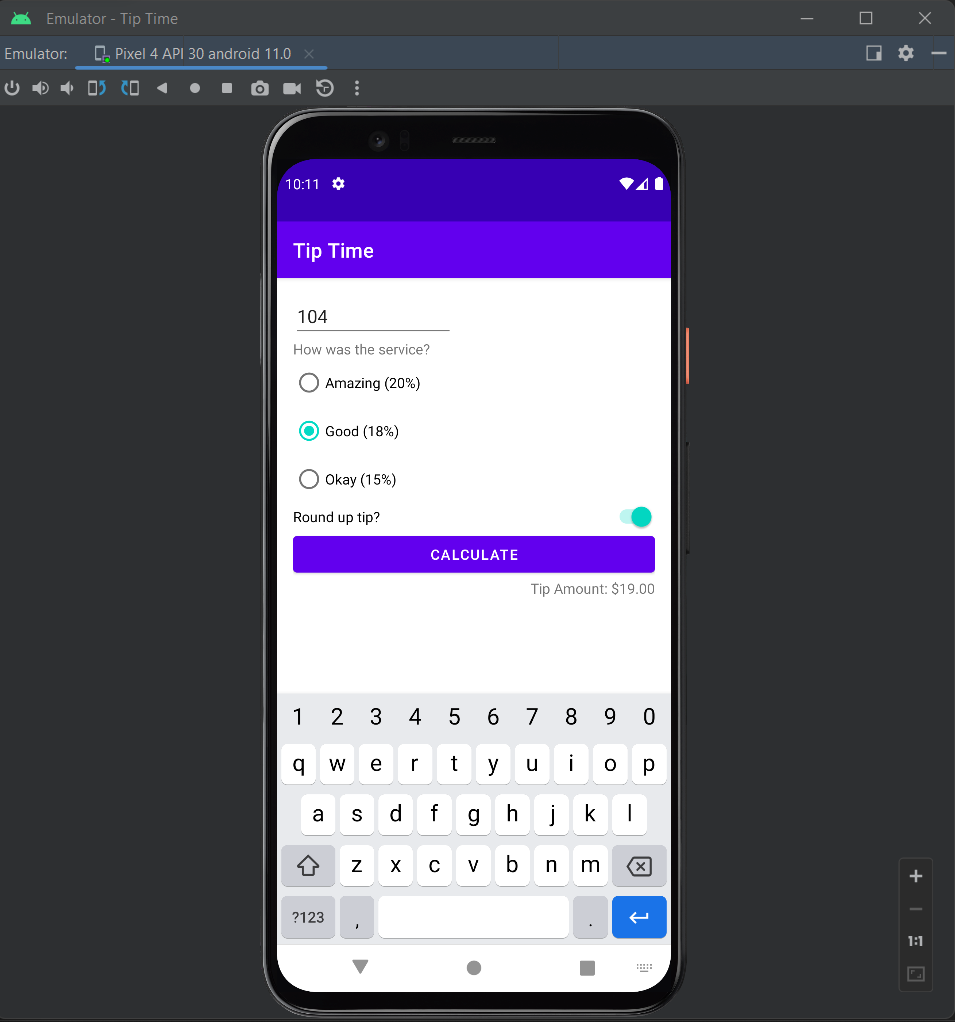 Emulator - Tip Time
Emulator: Pixel 4 API 30 android 11.0
10:11
Tip Time
104
How was the service?
Amazing (20%)
Good (18%)
Okay (15%)
Round up tip?
CALCULATE
Tip Amount: $19.00
1 2 3 4 5 6 7 8 9 0
q w e r t y u i o p
a s d f g h j k l
z x c v b n m
?123 , .
1:1